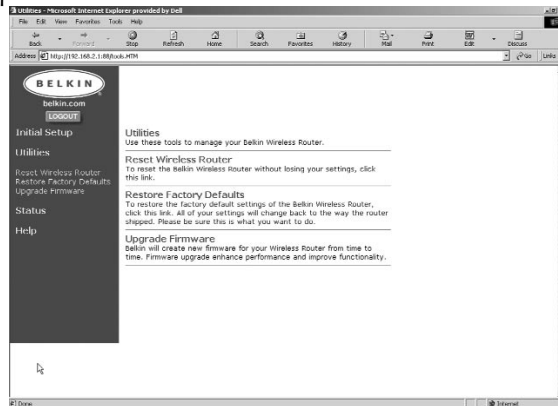 Utilities - Microsoft Internet Explorer provided by Dell
File Edit View Favorites Tools Help
Back Forward Stop Refresh Home Search Favorites History Mail Print Edit Discuss
Address http://192.168.2.1:88/tools.HTM Go Links
BELKIN
belkin.com
LOGOUT
Initial Setup
Utilities
Reset Wireless Router
Restore Factory Defaults
Upgrade Firmware
Status
Help
Utilities
Use these tools to manage your Belkin Wireless Router.
Reset Wireless Router
To reset the Belkin Wireless Router without losing your settings, click
this link.
Restore Factory Defaults
To restore the factory default settings of the Belkin Wireless Router,
click this link. All of your settings will change back to the way the router
shipped. Please be sure this is what you want to do.
Upgrade Firmware
Belkin will create new firmware for your Wireless Router from time to
time. Firmware upgrade enhance performance and improve functionality.
Done Internet